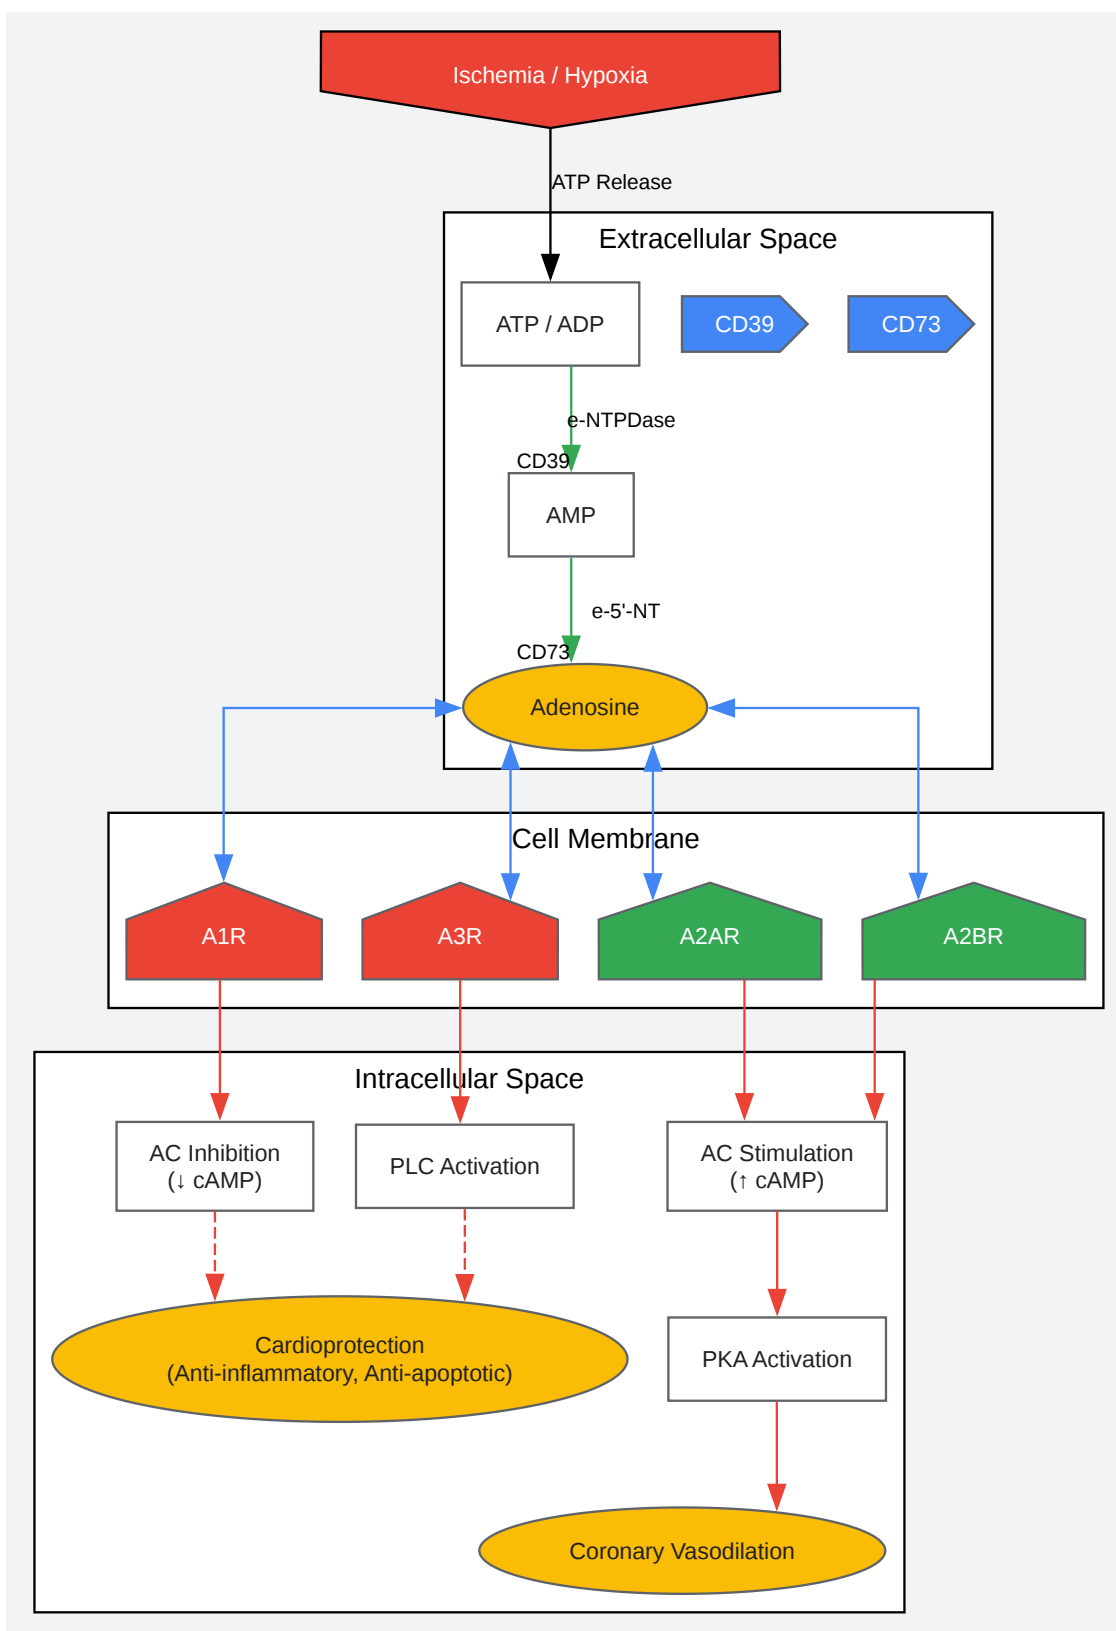 Ischemia / Hypoxia
ATP Release
Extracellular Space
ATP / ADP
CD39
CD73
e-NTPDase
CD39
AMP
e-5'-NT
CD73
Adenosine
Cell Membrane
A1R
A3R
A2AR
A2BR
Intracellular Space
AC Inhibition
(↓ cAMP)
PLC Activation
AC Stimulation
(↑ cAMP)
Cardioprotection
(Anti-inflammatory, Anti-apoptotic)
PKA Activation
Coronary Vasodilation